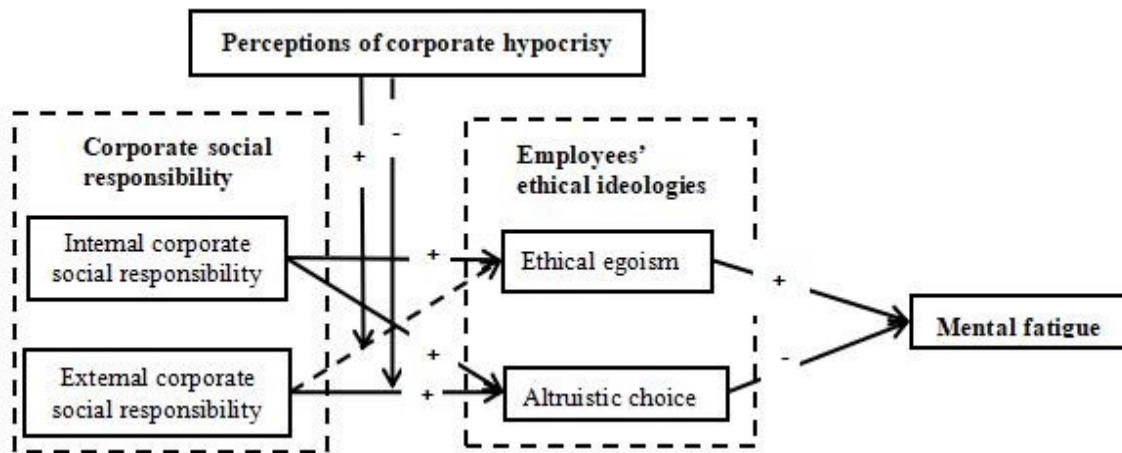 Perceptions of corporate hypocrisy
Corporate social
responsibility
+
-
Employees’
ethical ideologies
Internal corporate
social responsibility
+
Ethical egoism
+
Mental fatigue
External corporate
social responsibility
+
+
Altruistic choice
-